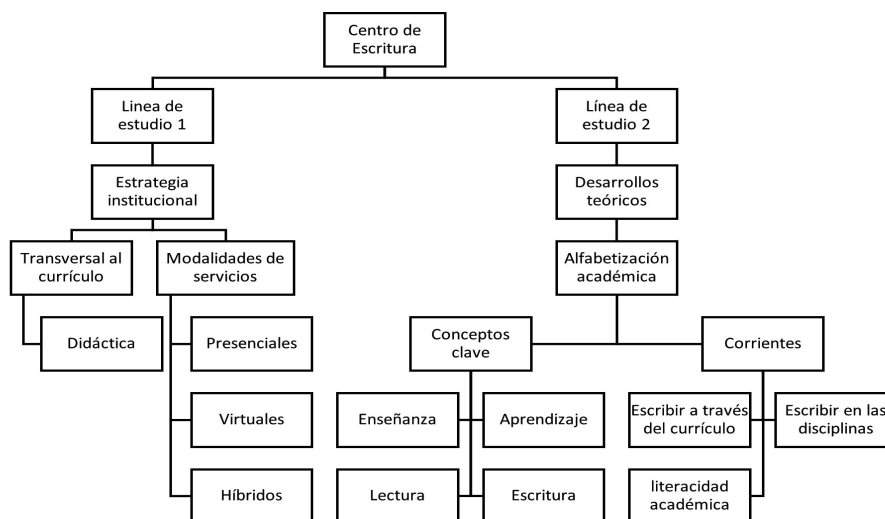 Centro de
Escritura
Linea de
estudio 1
Línea de
estudio 2
Estrategia
institucional
Desarrollos
teóricos
Transversal al
currículo
Modalidades de
servicios
Alfabetización
académica
Didáctica
Presenciales
Conceptos
clave
Corrientes
Virtuales
Enseñanza
Aprendizaje
Escribir a través
del currículo
Escribir en las
disciplinas
Híbridos
Lectura
Escritura
literacidad
académica